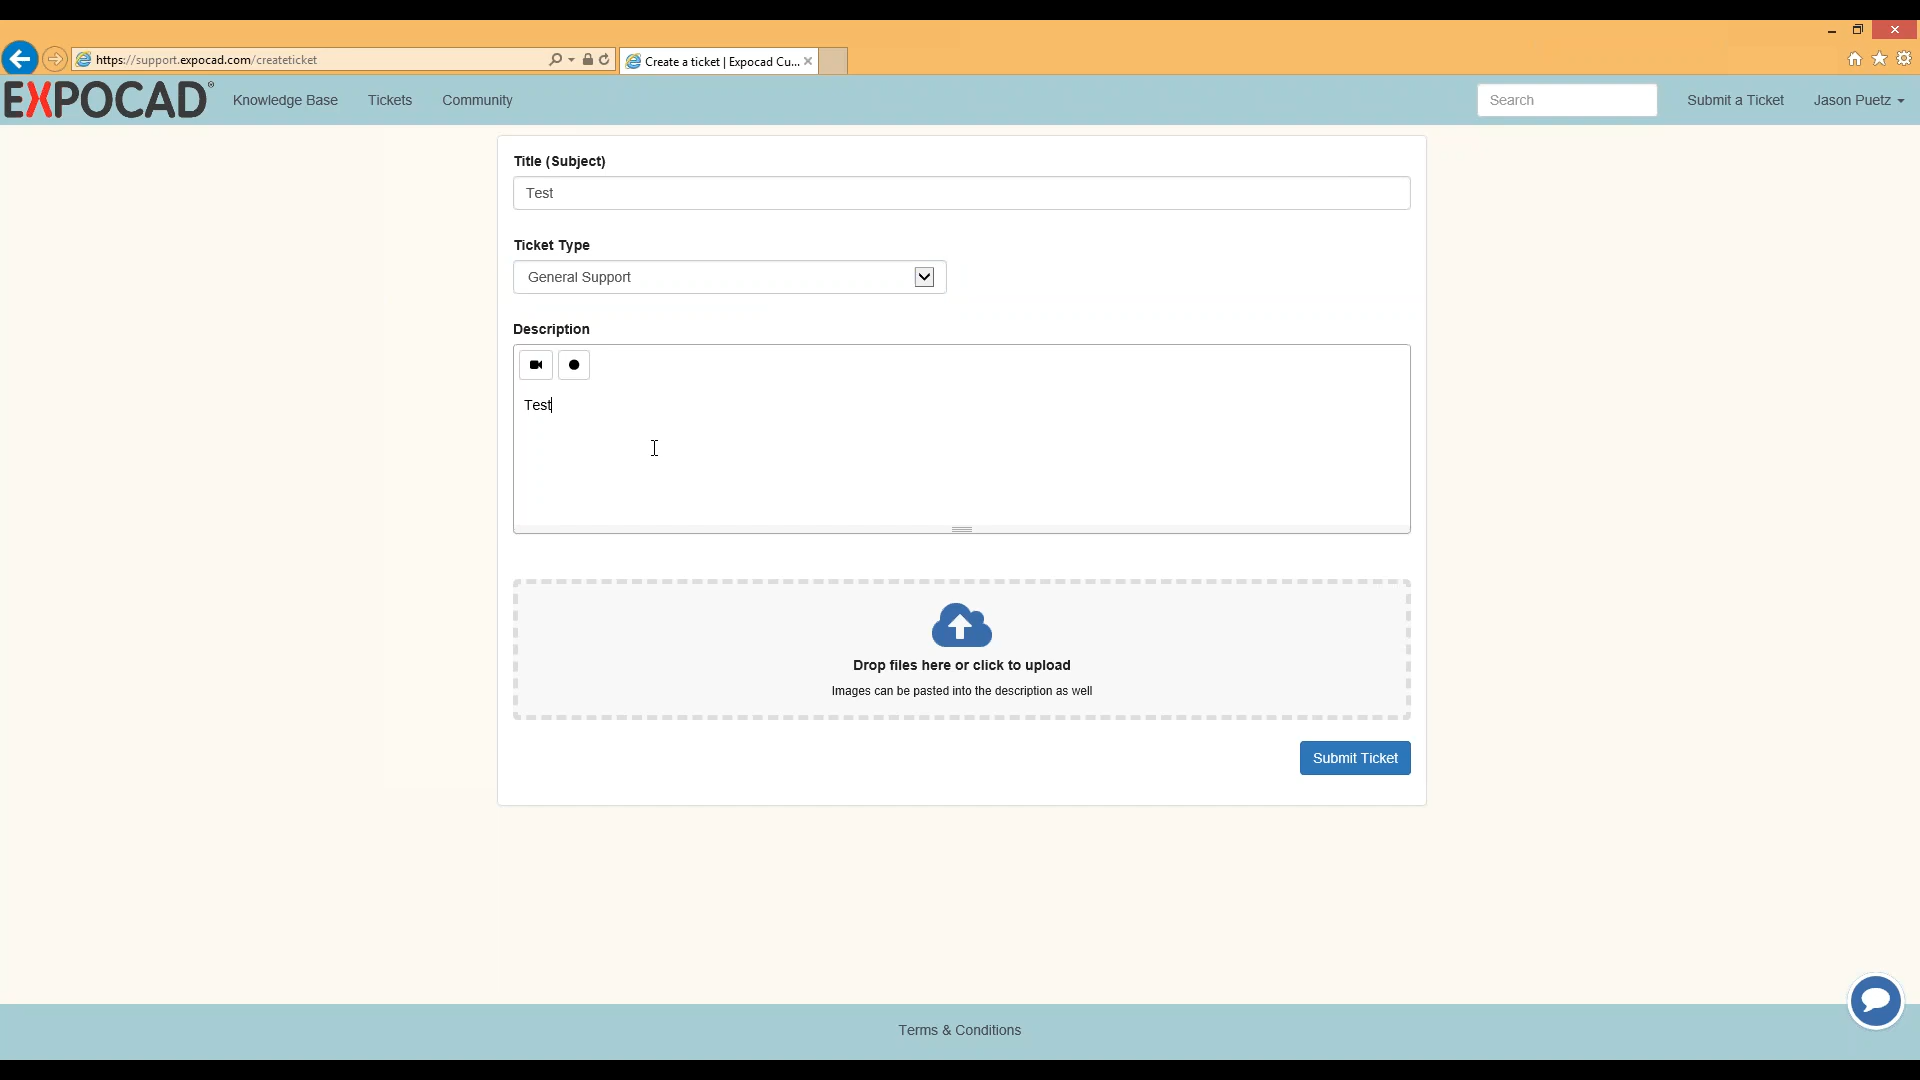 https://support.expocad.com/createticket
Create a ticket | Expocad Cu...
EXPOCAD®
Knowledge Base
Tickets
Community
Search
Submit a Ticket
Jason Puetz
Title (Subject)
Test
Ticket Type
General Support
Description
Test
Drop files here or click to upload
Images can be pasted into the description as well
Submit Ticket
Terms & Conditions